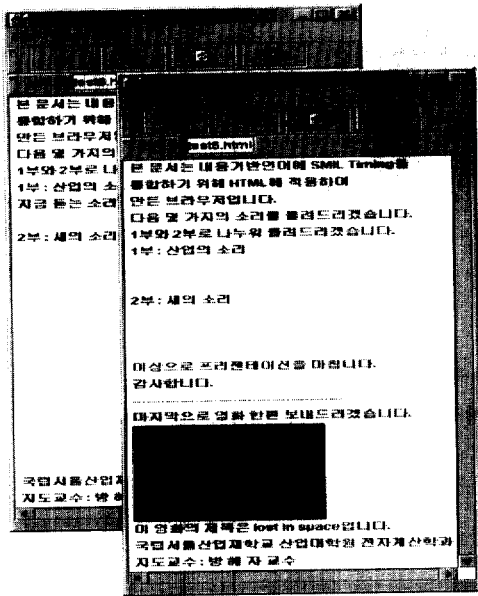 test6.h
본 문서는 내용
통합하기 위해
만든 브라우저
다음 몇 가지의
1부와 2부로 나
1부 : 산업의 소
지금 듣는 소리
2부 : 새의 소리
국립서울산업
지도교수 : 방
test6.html
본 문서는 내용기반언어에 SMIL Timing를
통합하기 위해 HTML에 적용하여
만든 브라우저입니다.
다음 몇 가지의 소리를 들려드리겠습니다.
1부와 2부로 나누워 들려드리겠습니다.
1부 : 산업의 소리
2부 : 새의 소리
이상으로 프리젠테이션을 마칩니다.
감사합니다.
마지막으로 영화 한편 보내드리겠습니다.
이 영화의 제목은 lost in space입니다.
국립서울산업대학교 산업대학원 전자계산학과
지도교수 : 방 혜 자 교수